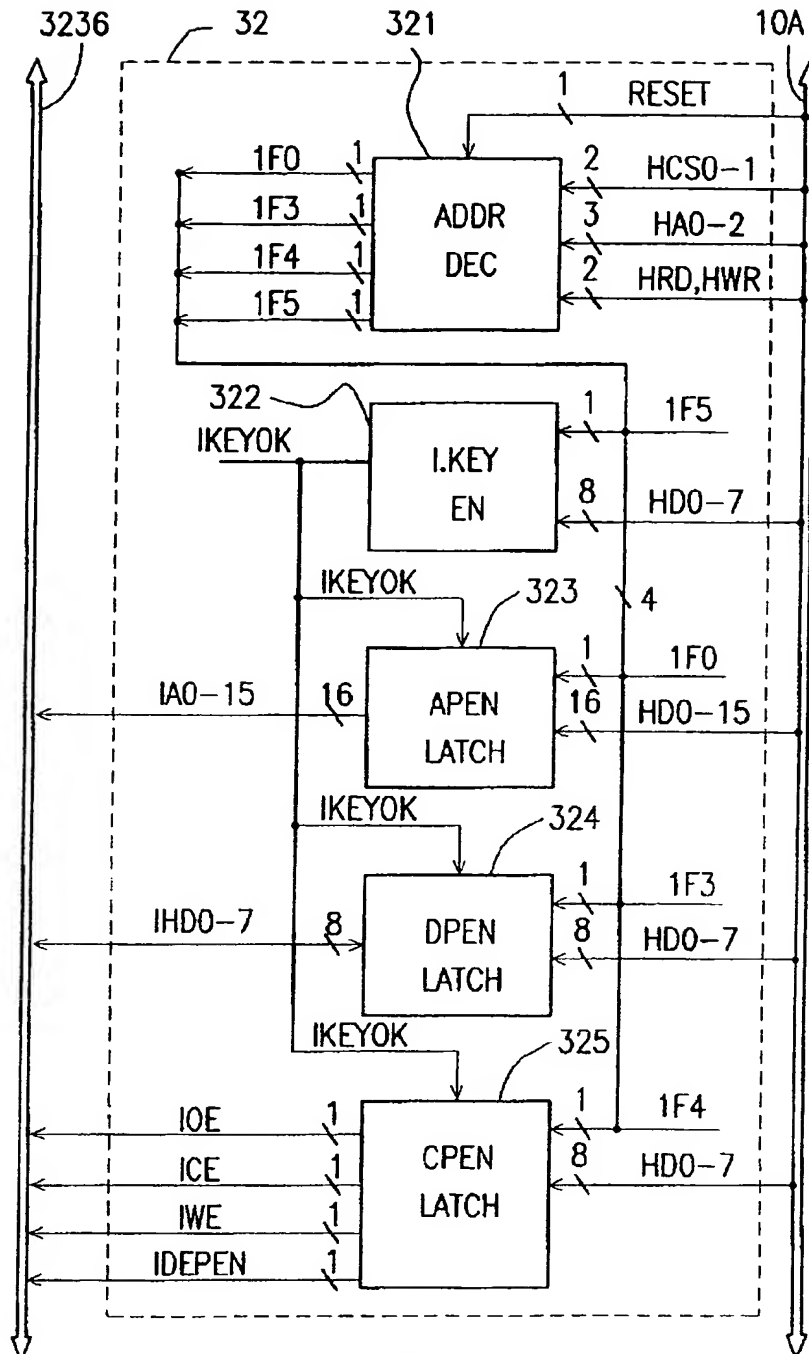 3236
32
321
10A
1
RESET
1F0
1
1F3
1
1F4
1
1F5
1
ADDR
DEC
2
HCS0-1
3
HA0-2
2
HRD,HWR
322
IKEYOK
I.KEY
EN
1
1F5
8
HD0-7
4
IKEYOK
323
IA0-15
16
APEN
LATCH
1
1F0
16
HD0-15
IKEYOK
324
IHD0-7
8
DPEN
LATCH
1
1F3
8
HD0-7
IKEYOK
325
IOE
1
ICE
1
IWE
1
IDEPEN
1
CPEN
LATCH
1
1F4
8
HD0-7